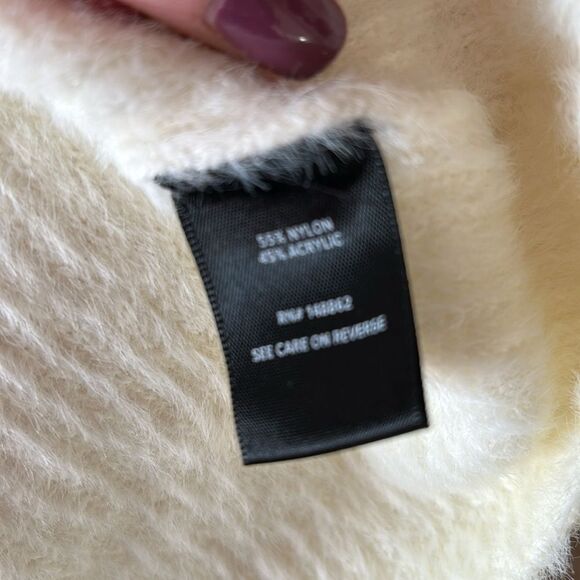 55% NYLON
45% ACRYLIC
RN#
SEE CARE ON REVERSE